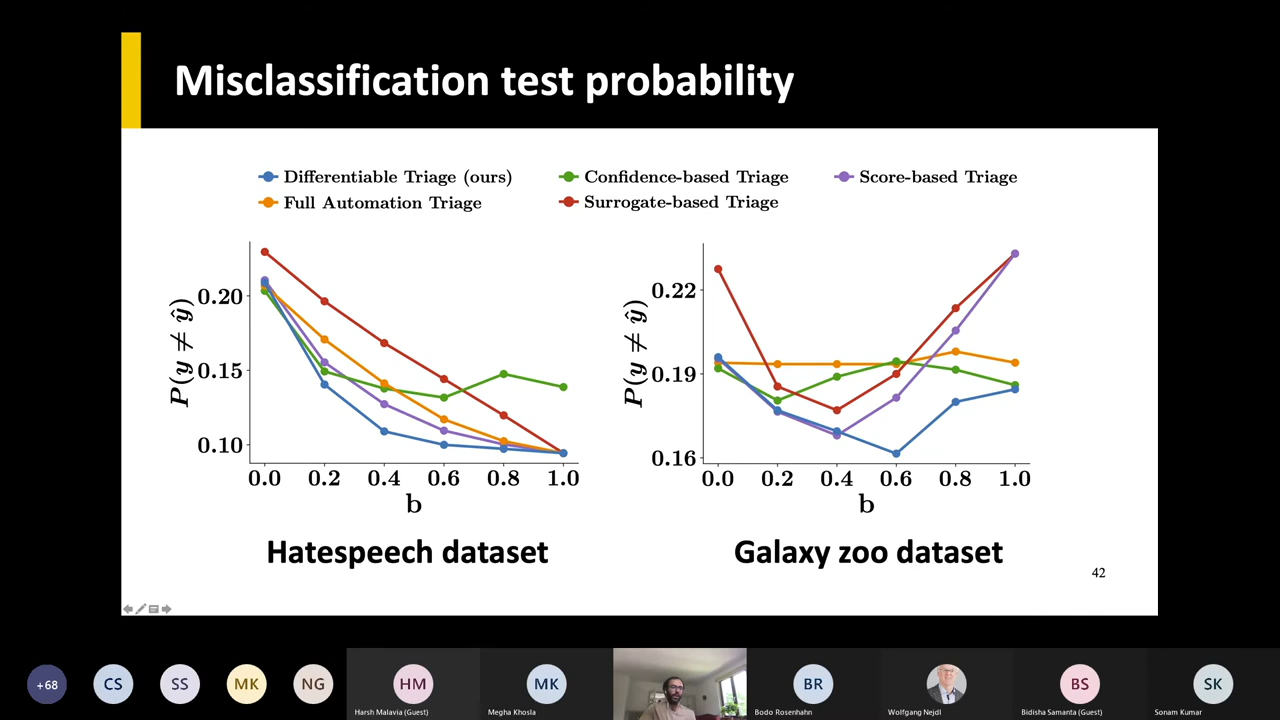 Misclassification test probability
Differentiable Triage (ours)
Confidence-based Triage
Score-based Triage
Full Automation Triage
Surrogate-based Triage
P(y ≠ ŷ)
0.20
0.15
0.10
0.0 0.2 0.4 0.6 0.8 1.0
b
Hatespeech dataset
P(y ≠ ŷ)
0.22
0.19
0.16
0.0 0.2 0.4 0.6 0.8 1.0
b
Galaxy zoo dataset
42
+68 CS SS MK NG HM MK BR BS SK
Harsh Malavia (Guest) Megha Khosla Bodo Rosenhahn Wolfgang Nejdl Bidisha Samanta (Guest) Sonam Kumar